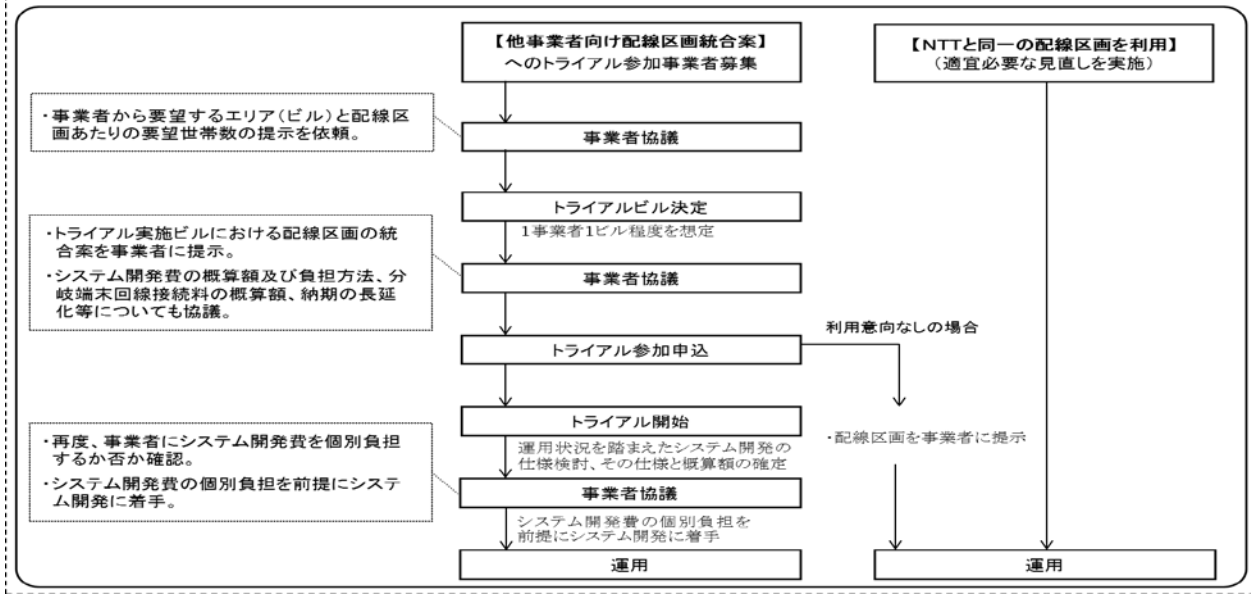 【他事業者向け配線区画統合案】
へのトライアル参加事業者募集
【NTTと同一の配線区画を利用】
(適宜必要な見直しを実施)
・事業者から要望するエリア(ビル)と配線区
画あたりの要望世帯数の提示を依頼。
事業者協議
トライアルビル決定
1事業者1ビル程度を想定
・トライアル実施ビルにおける配線区画の統
合案を事業者に提示。
・システム開発費の概算額及び負担方法、分
岐端末回線接続料の概算額、納期の長延
化等についても協議。
事業者協議
利用意向なしの場合
トライアル参加申込
トライアル開始
運用状況を踏まえたシステム開発の
仕様検討、その仕様と概算額の確定
・配線区画を事業者に提示
・再度、事業者にシステム開発費を個別負担
するか否か確認。
・システム開発費の個別負担を前提にシステ
ム開発に着手。
事業者協議
システム開発費の個別負担を
前提にシステム開発に着手
運用
運用